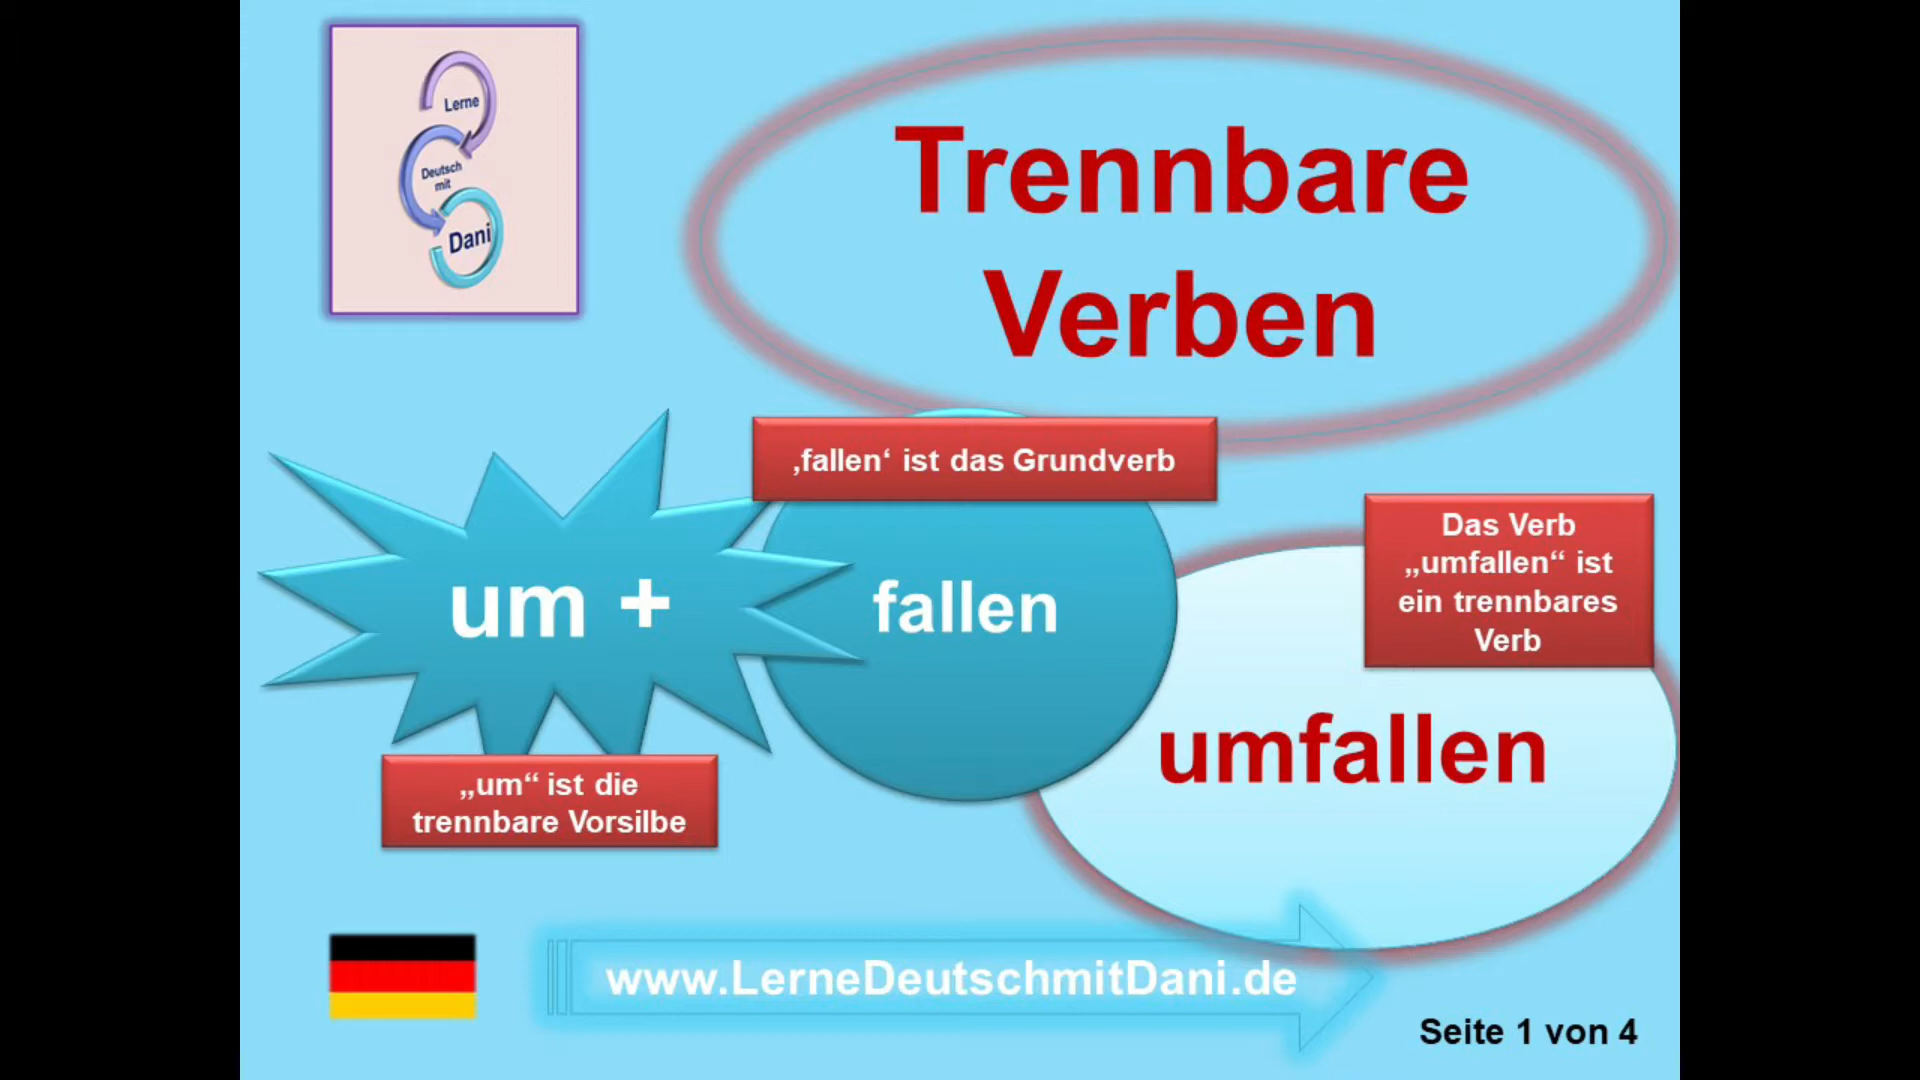 Lerne
Deutsch
mit
Dani
Trennbare
Verben
‚fallen‘ ist das Grundverb
um +
fallen
Das Verb
„umfallen“ ist
ein trennbares
Verb
umfallen
„um“ ist die
trennbare Vorsilbe
www.LerneDeutschmitDani.de
Seite 1 von 4